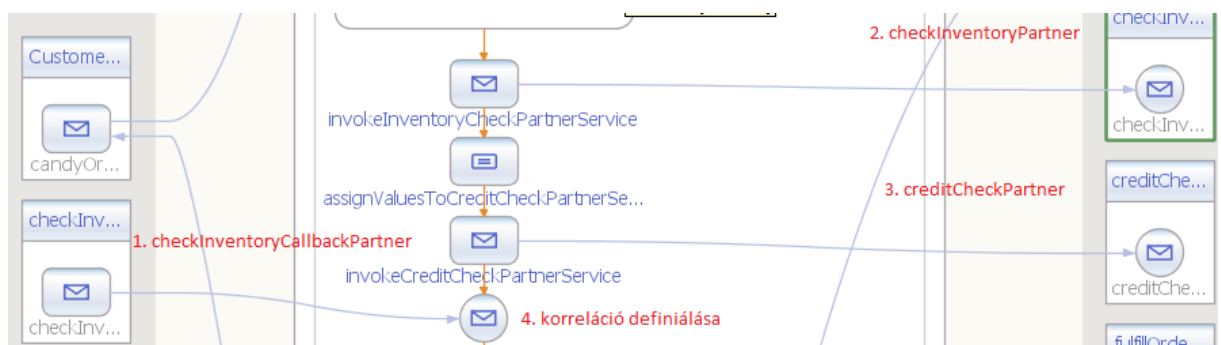 checkInv...
2. checkInventoryPartner
Custome...
invokeInventoryCheckPartnerService
checkInv...
candyOr...
creditChe...
3. creditCheckPartner
assignValuesToCreditCheckPartnerSe...
checkInv...
1. checkInventoryCallbackPartner
invokeCreditCheckPartnerService
creditChe...
4. korreláció definiálása
checkInv...
fulfillOrde...